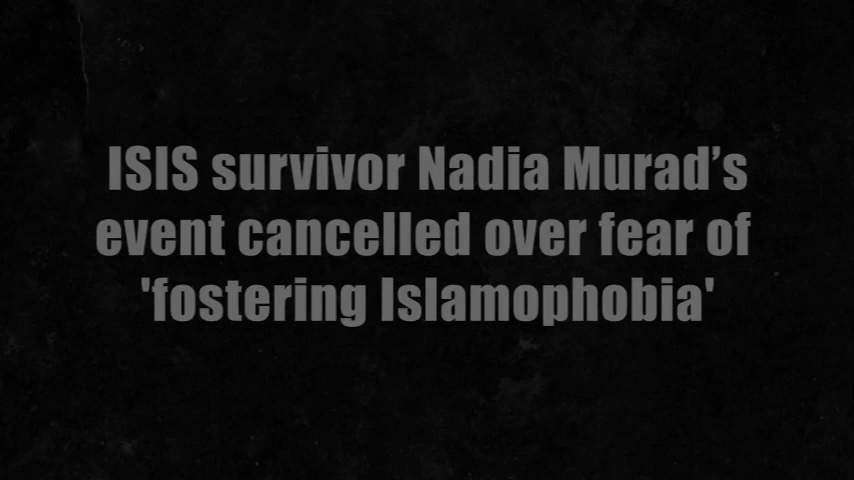 ISIS survivor Nadia Murad’s
event cancelled over fear of
'fostering Islamophobia'